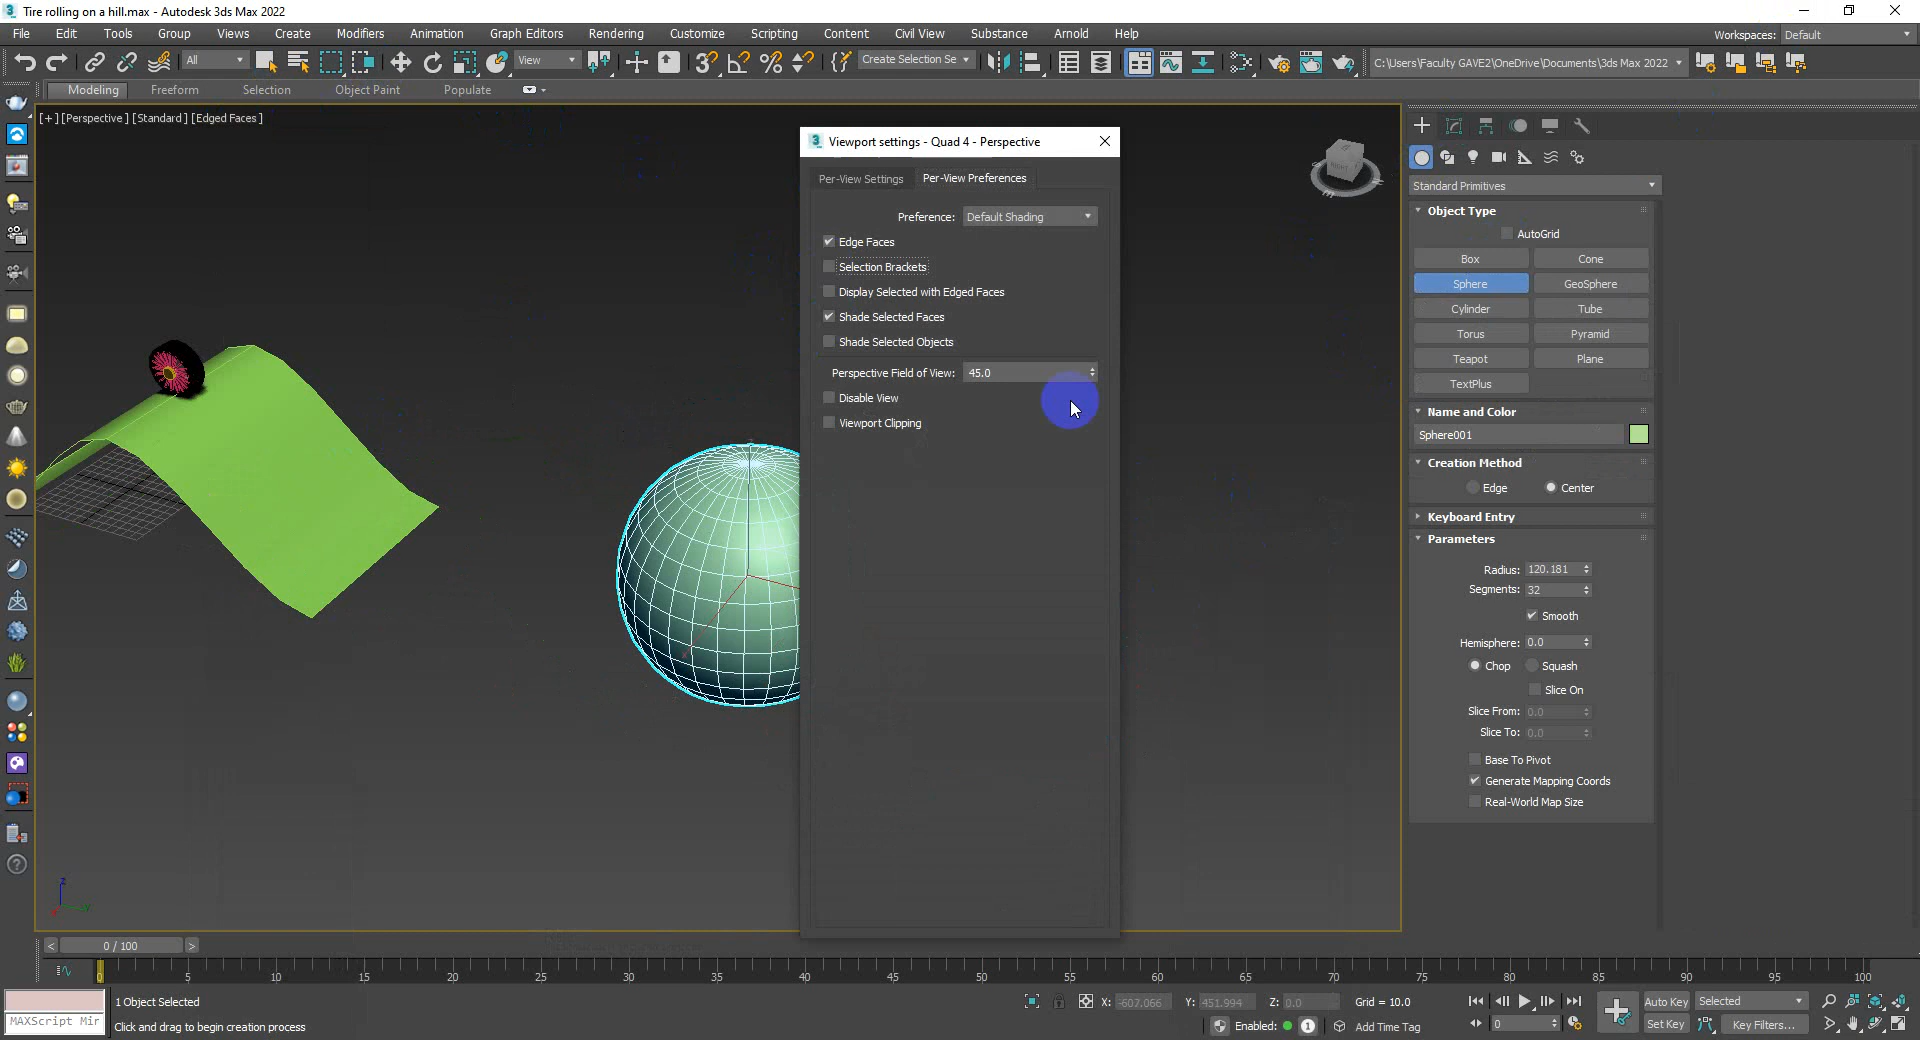 Tire rolling on a hill.max - Autodesk 3ds Max 2022
File Edit Tools Group Views Create Modifiers Animation Graph Editors Rendering Customize Scripting Content Civil View Substance Arnold Help Workspaces: Default
All View Create Selection Se C:\Users\Faculty GAVE2\OneDrive\Documents\3ds Max 2022
Modeling Freeform Selection Object Paint Populate
[+] [Perspective] [Standard] [Edged Faces]
Viewport settings - Quad 4 - Perspective
Per-View Settings Per-View Preferences
Preference: Default Shading
Edge Faces
Selection Brackets
Display Selected with Edged Faces
Shade Selected Faces
Shade Selected Objects
Perspective Field of View: 45.0
Disable View
Viewport Clipping
Standard Primitives
Object Type
AutoGrid
Box Cone
Sphere GeoSphere
Cylinder Tube
Torus Pyramid
Teapot Plane
TextPlus
Name and Color
Sphere001
Creation Method
Edge Center
Keyboard Entry
Parameters
Radius: 120.181
Segments: 32
Smooth
Hemisphere: 0.0
Chop Squash
Slice On
Slice From: 0.0
Slice To: 0.0
Base To Pivot
Generate Mapping Coords
Real-World Map Size
z
x y
< 0 / 100 >
0 5 10 15 20 25 30 35 40 45 50 55 60 65 70 75 80 85 90 95 100
1 Object Selected X: -607.066 Y: 451.994 Z: 0.0 Grid = 10.0 Auto Key Selected
MAXScript Mir Click and drag to begin creation process Enabled: 1 Add Time Tag 0 Set Key Key Filters...